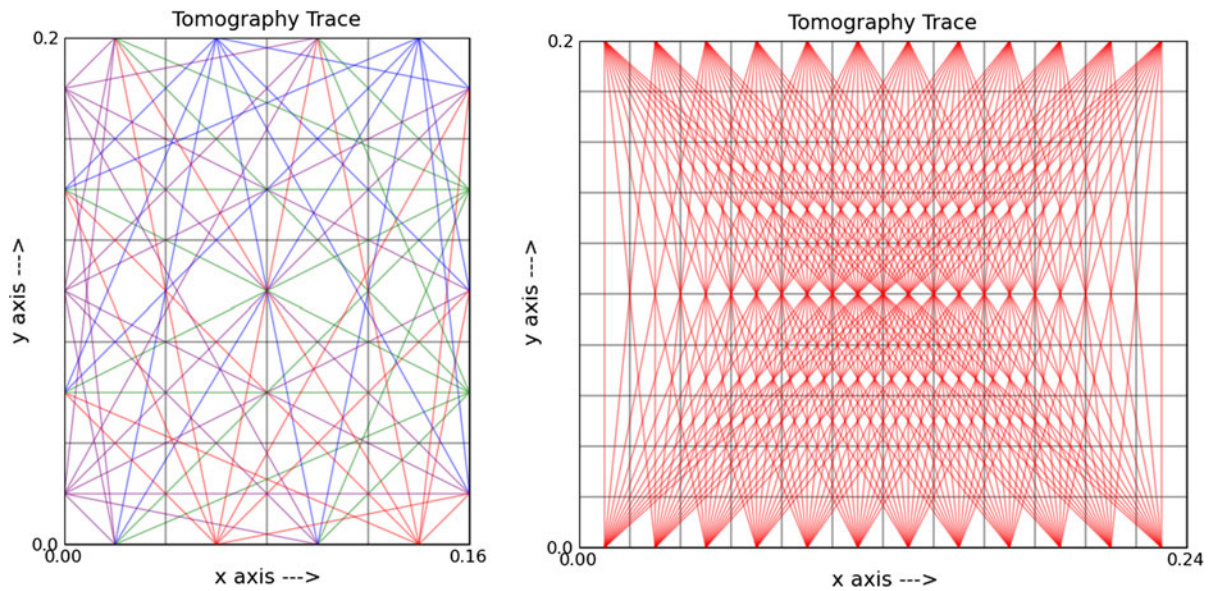 Tomography Trace
0.2
y axis --->
0.0
0.00
0.16
x axis --->
Tomography Trace
0.2
y axis --->
0.0
0.00
0.24
x axis --->